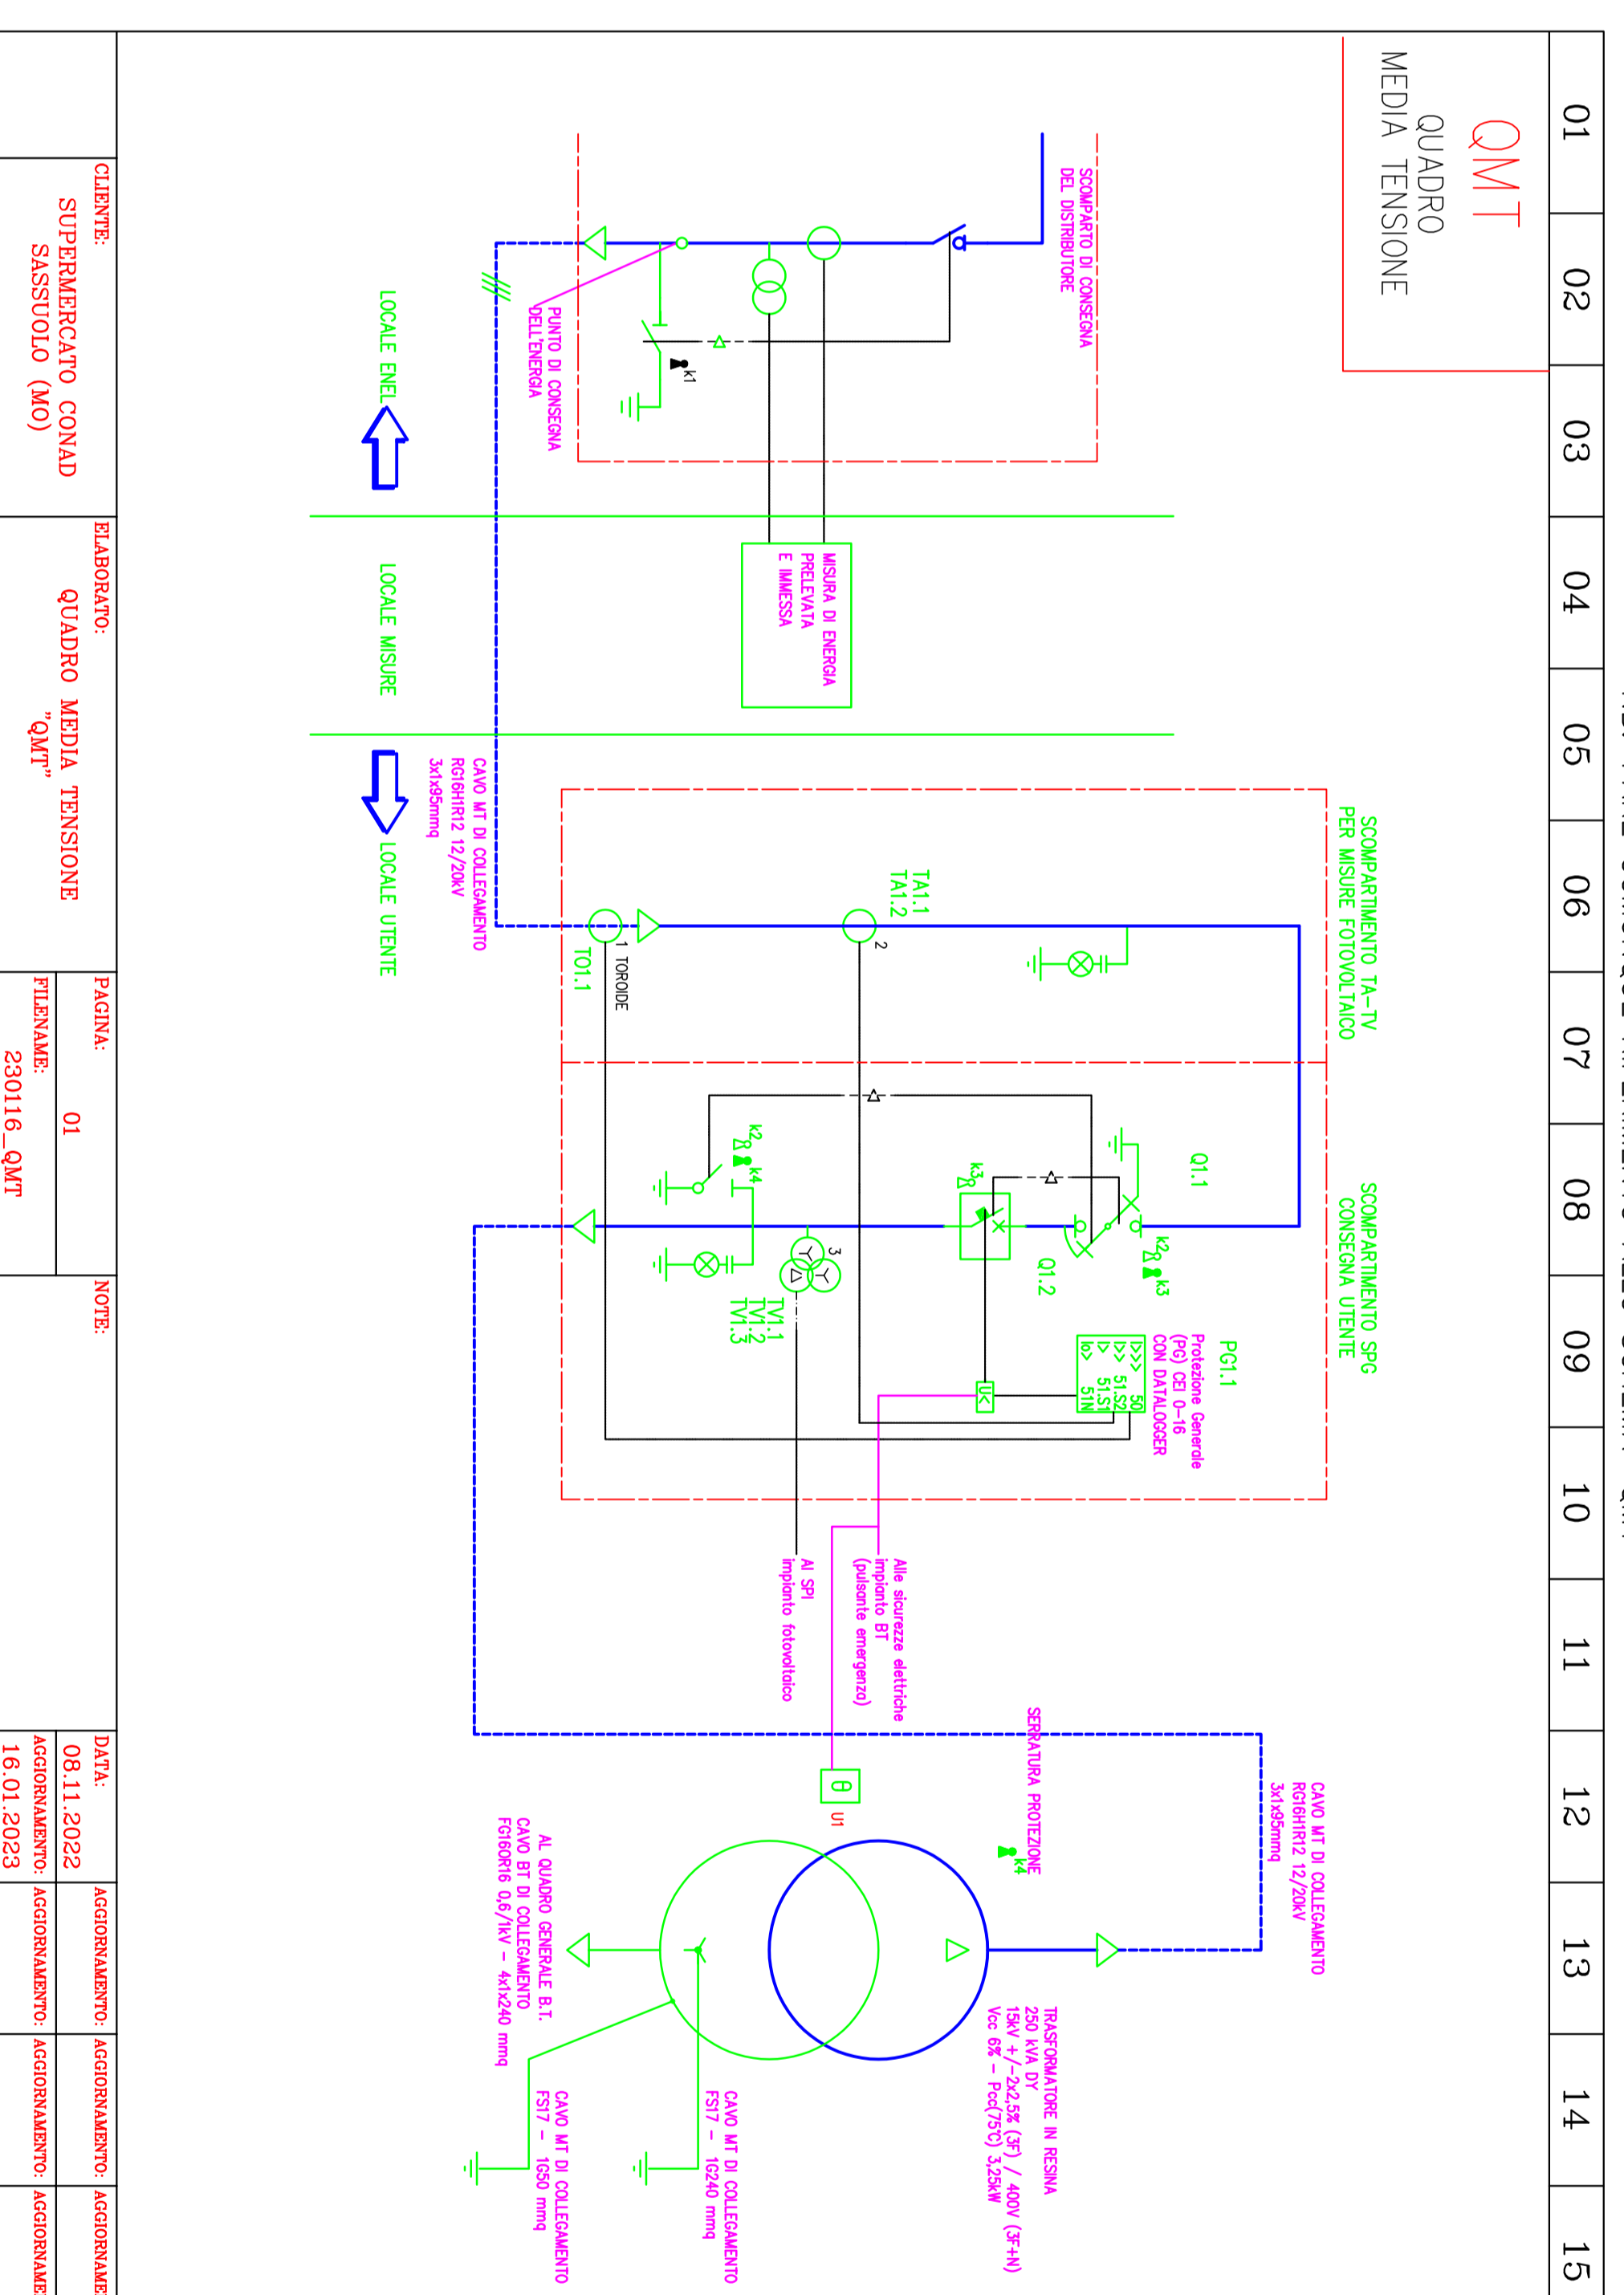 01
02
03
04
05
06
07
08
09
10
11
12
13
14
15
QMT
QUADRO
MEDIA TENSIONE
SCOMPARTO DI CONSEGNA
DEL DISTRIBUTORE
k1
PUNTO DI CONSEGNA
DELL'ENERGIA
MISURA DI ENERGIA
PRELEVATA
E IMMESSA
LOCALE ENEL
LOCALE MISURE
LOCALE UTENTE
CAVO MT DI COLLEGAMENTO
RG16H1R12 12/20kV
3x1x95mmq
SCOMPARTIMENTO TA-TV
PER MISURE FOTOVOLTAICO
TA1.1
TA1.2
2
1 TOROIDE
TO1.1
SCOMPARTIMENTO SPG
CONSEGNA UTENTE
Q1.1
k2
k3
k3
Q1.2
k2
k4
3
TV1.1
TV1.2
TV1.3
PG1.1
Protezione Generale
(PG) CEI 0-16
CON DATALOGGER
I>>> 50
I>> 51.S2
I> 51.S1
Io> 51N
U<
Alle sicurezze elettriche
impianto BT
(pulsante emergenza)
Al SPI
impianto fotovoltaico
CAVO MT DI COLLEGAMENTO
RG16H1R12 12/20kV
3x1x95mmq
SERRATURA PROTEZIONE
k4
θ
U1
TRASFORMATORE IN RESINA
250 kVA DY
15kV +/-2x2,5% (3F) / 400V (3F+N)
Vcc 6% - Pcc(75°C) 3,25kW
AL QUADRO GENERALE B.T.
CAVO BT DI COLLEGAMENTO
FG16OR16 0,6/1kV - 4x1x240 mmq
CAVO MT DI COLLEGAMENTO
FS17 - 1G240 mmq
CAVO MT DI COLLEGAMENTO
FS17 - 1G50 mmq
CLIENTE:
SUPERMERCATO CONAD
SASSUOLO (MO)
ELABORATO:
QUADRO MEDIA TENSIONE
"QMT"
PAGINA:
01
FILENAME:
230116_QMT
NOTE:
DATA:
08.11.2022
AGGIORNAMENTO:
16.01.2023
AGGIORNAMENTO:
AGGIORNAMENTO:
AGGIORNAMENTO:
AGGIORNAMENTO: